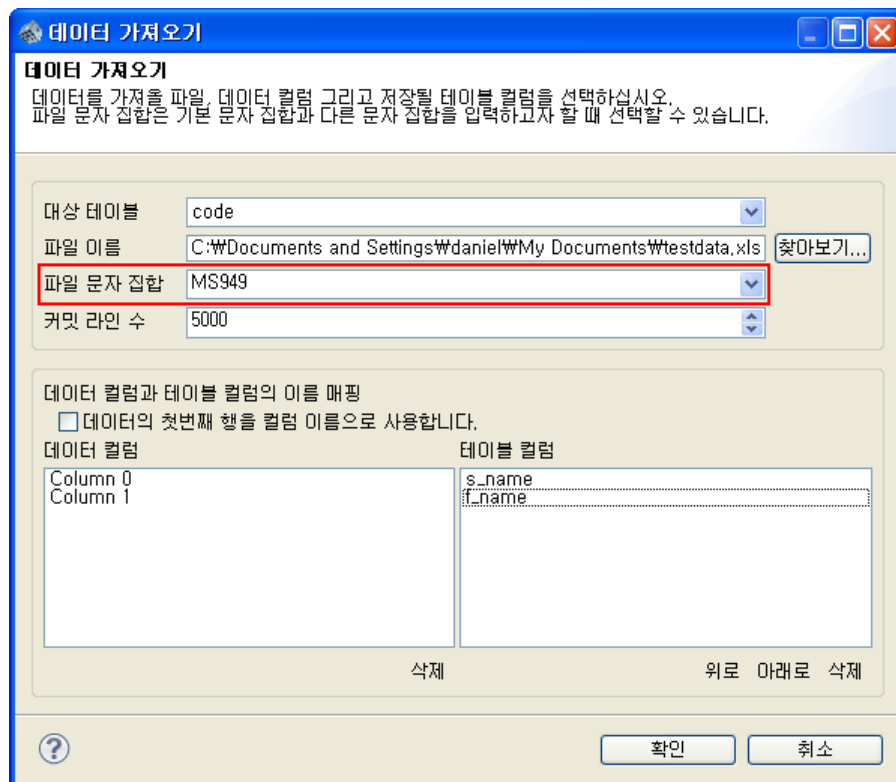 데이터 가져오기
데이터 가져오기
데이터를 가져올 파일, 데이터 컬럼 그리고 저장될 테이블 컬럼을 선택하십시오.
파일 문자 집합은 기본 문자 집합과 다른 문자 집합을 입력하고자 할 때 선택할 수 있습니다.
대상 테이블 code
파일 이름 C:₩Documents and Settings₩daniel₩My Documents₩testdata.xls 찾아보기...
파일 문자 집합 MS949
커밋 라인 수 5000
데이터 컬럼과 테이블 컬럼의 이름 매핑
데이터의 첫번째 행을 컬럼 이름으로 사용합니다.
데이터 컬럼 테이블 컬럼
Column 0 s_name
Column 1 f_name
삭제 위로 아래로 삭제
? 확인 취소